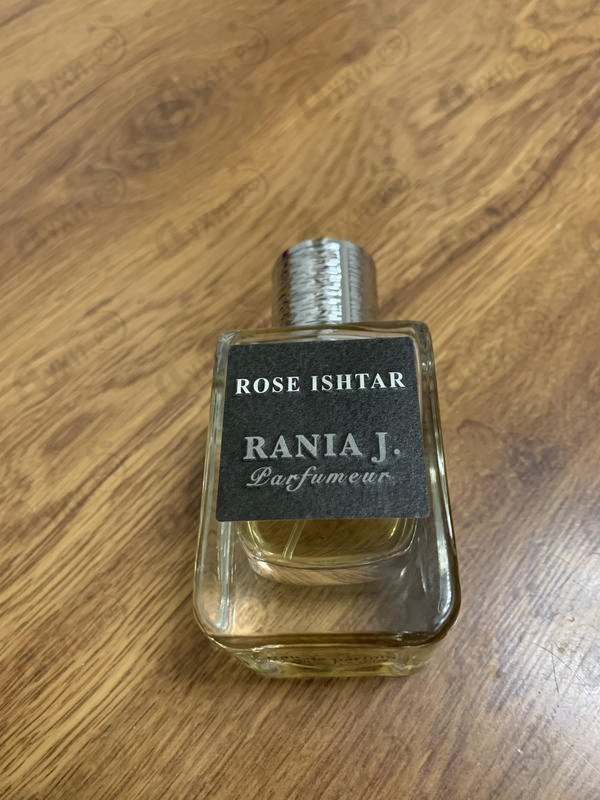 ROSE ISHTAR
RANIA J.
Parfumeur